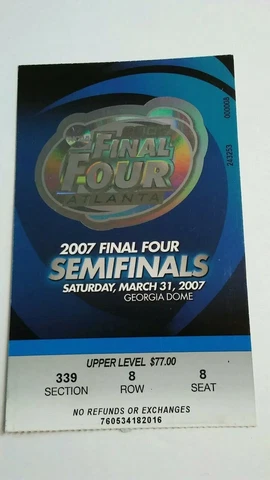 FINAL
FOUR
ATLANTA
2007 FINAL FOUR
SEMIFINALS
SATURDAY, MARCH 31, 2007
GEORGIA DOME
UPPER LEVEL $77.00
339 8 8
SECTION ROW SEAT
NO REFUNDS OR EXCHANGES
760534182016
243253